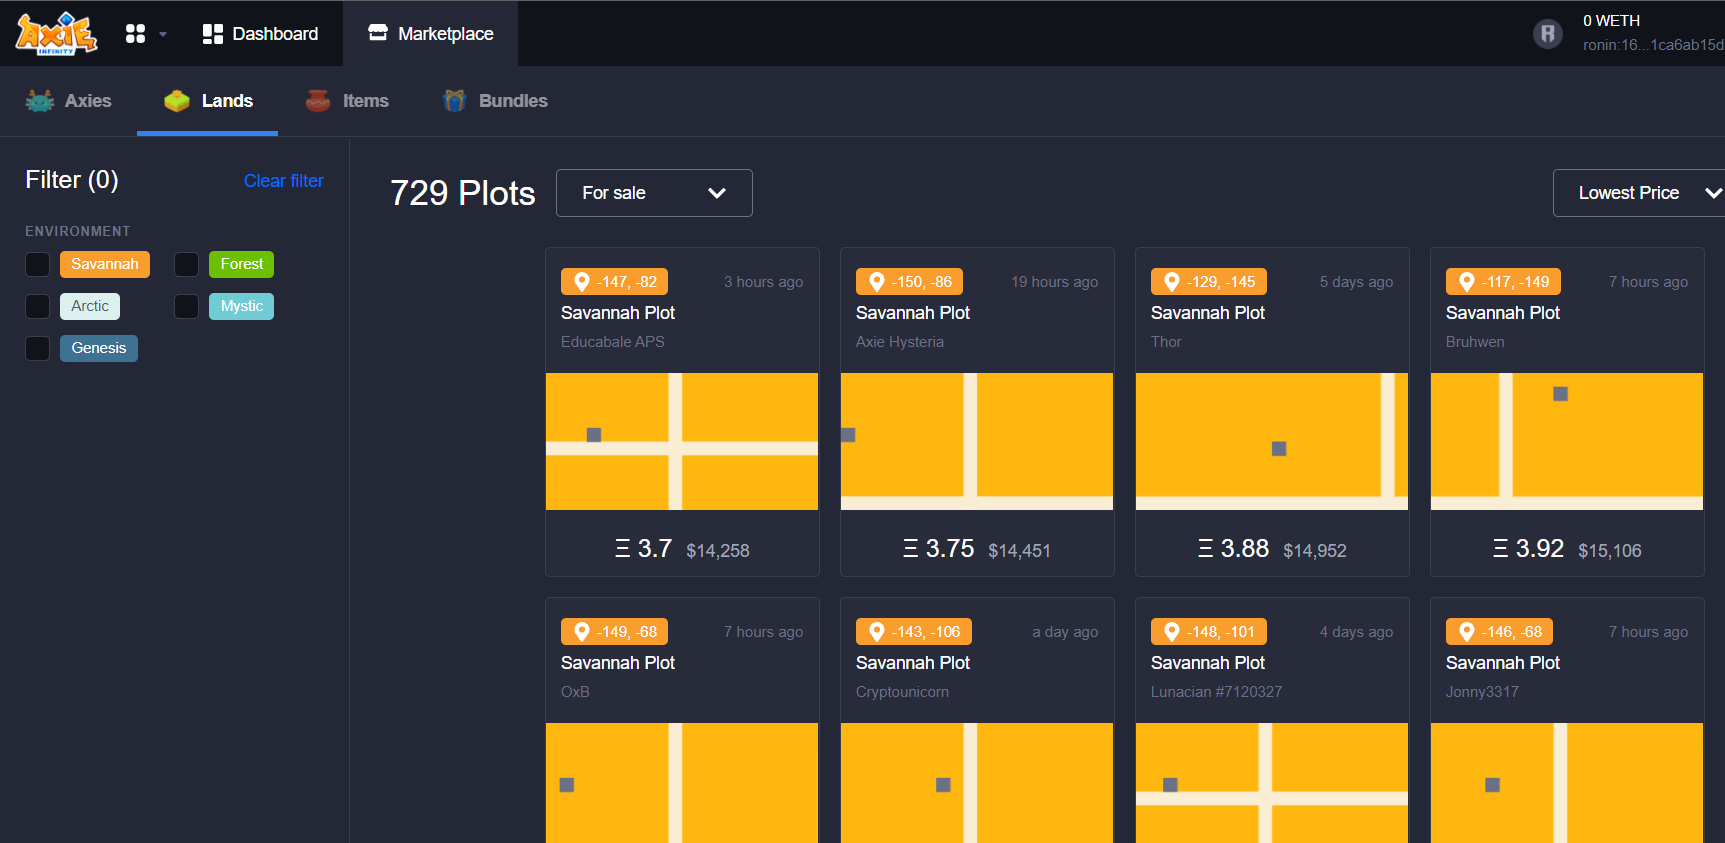 AXIE
INFINITY
Dashboard
Marketplace
0 WETH
ronin:16...1ca6ab15d
Axies
Lands
Items
Bundles
Filter (0)
Clear filter
ENVIRONMENT
Savannah
Forest
Arctic
Mystic
Genesis
729 Plots
For sale
Lowest Price
-147, -82
3 hours ago
Savannah Plot
Educabale APS
Ξ 3.7 $14,258
-150, -86
19 hours ago
Savannah Plot
Axie Hysteria
Ξ 3.75 $14,451
-129, -145
5 days ago
Savannah Plot
Thor
Ξ 3.88 $14,952
-117, -149
7 hours ago
Savannah Plot
Bruhwen
Ξ 3.92 $15,106
-149, -68
7 hours ago
Savannah Plot
OxB
-143, -106
a day ago
Savannah Plot
Cryptounicorn
-148, -101
4 days ago
Savannah Plot
Lunacian #7120327
-146, -68
7 hours ago
Savannah Plot
Jonny3317